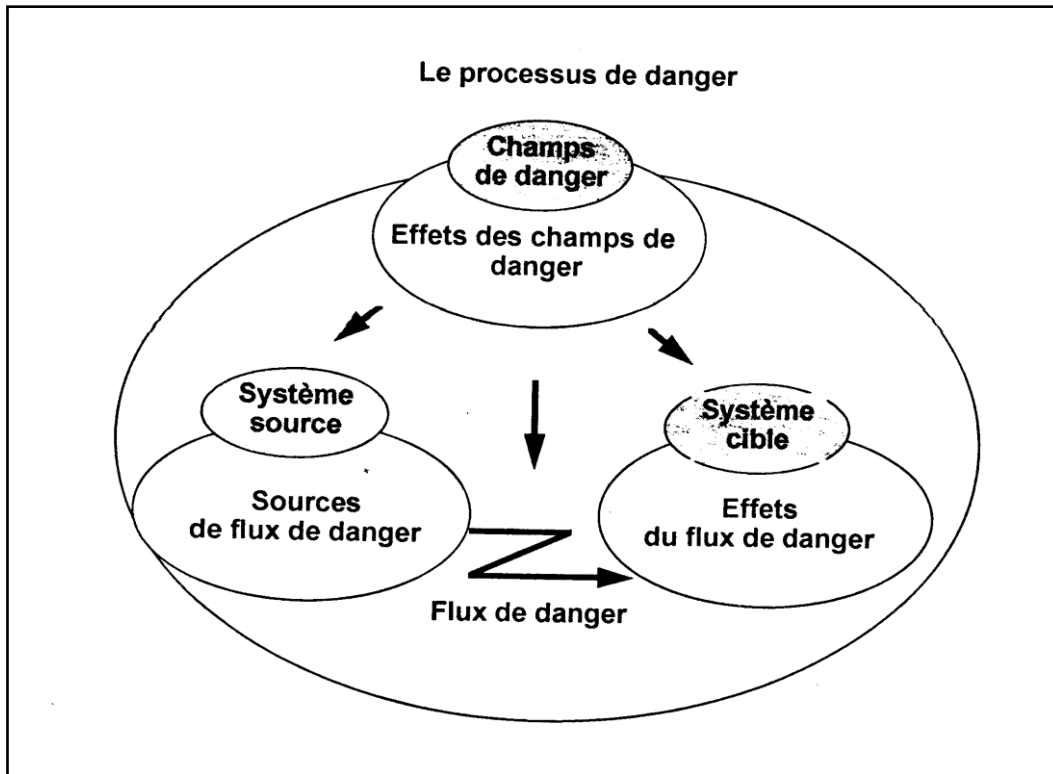 Le processus de danger
Champs
de danger
Effets des champs de
danger
Système
source
Système
cible
Sources
de flux de danger
Effets
du flux de danger
Flux de danger